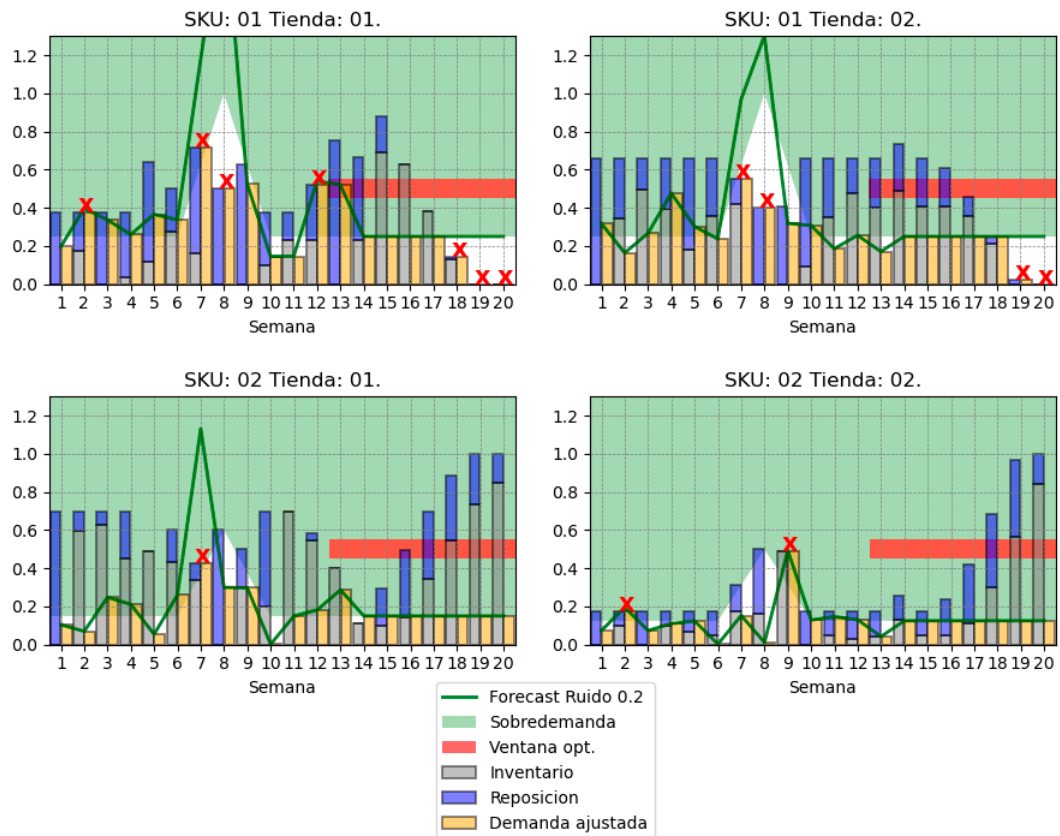 SKU: 01 Tienda: 01.
SKU: 01 Tienda: 02.
1.2
1.0
0.8
0.6
0.4
0.2
0.0
1 2 3 4 5 6 7 8 9 10 11 12 13 14 15 16 17 18 19 20
Semana
1.2
1.0
0.8
0.6
0.4
0.2
0.0
1 2 3 4 5 6 7 8 9 10 11 12 13 14 15 16 17 18 19 20
Semana
SKU: 02 Tienda: 01.
SKU: 02 Tienda: 02.
1.2
1.0
0.8
0.6
0.4
0.2
0.0
1 2 3 4 5 6 7 8 9 10 11 12 13 14 15 16 17 18 19 20
Semana
1.2
1.0
0.8
0.6
0.4
0.2
0.0
1 2 3 4 5 6 7 8 9 10 11 12 13 14 15 16 17 18 19 20
Semana
Forecast Ruido 0.2
Sobredemanda
Ventana opt.
Inventario
Reposicion
Demanda ajustada